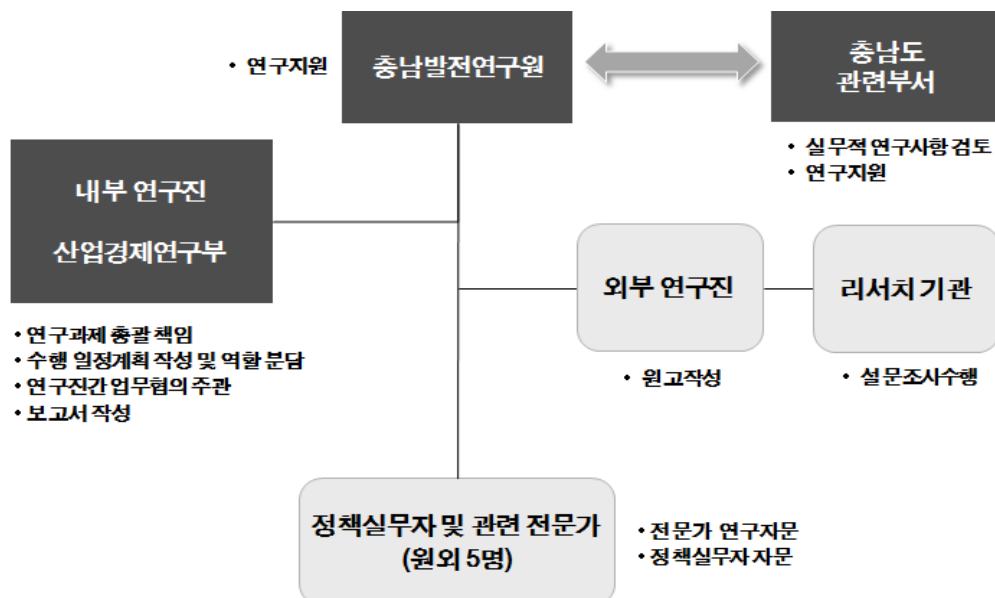 • 연구지원
충남발전연구원
충남도
관련부서
• 실무적 연구사항 검토
• 연구지원
내부 연구진
산업경제연구부
• 연구과제 총괄 책임
• 수행 일정계획 작성 및 역할 분담
• 연구진간 업무협의 주관
• 보고서 작성
외부 연구진
• 원고작성
리서치 기관
• 설문조사수행
정책실무자 및 관련 전문가
(원외 5명)
• 전문가 연구자문
• 정책실무자 자문